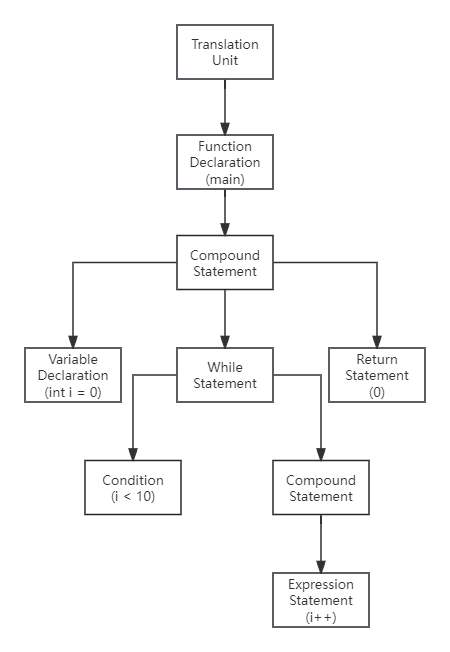 Translation
Unit
Function
Declaration
(main)
Compound
Statement
Variable
Declaration
(int i = 0)
While
Statement
Return
Statement
(0)
Condition
(i < 10)
Compound
Statement
Expression
Statement
(i++)